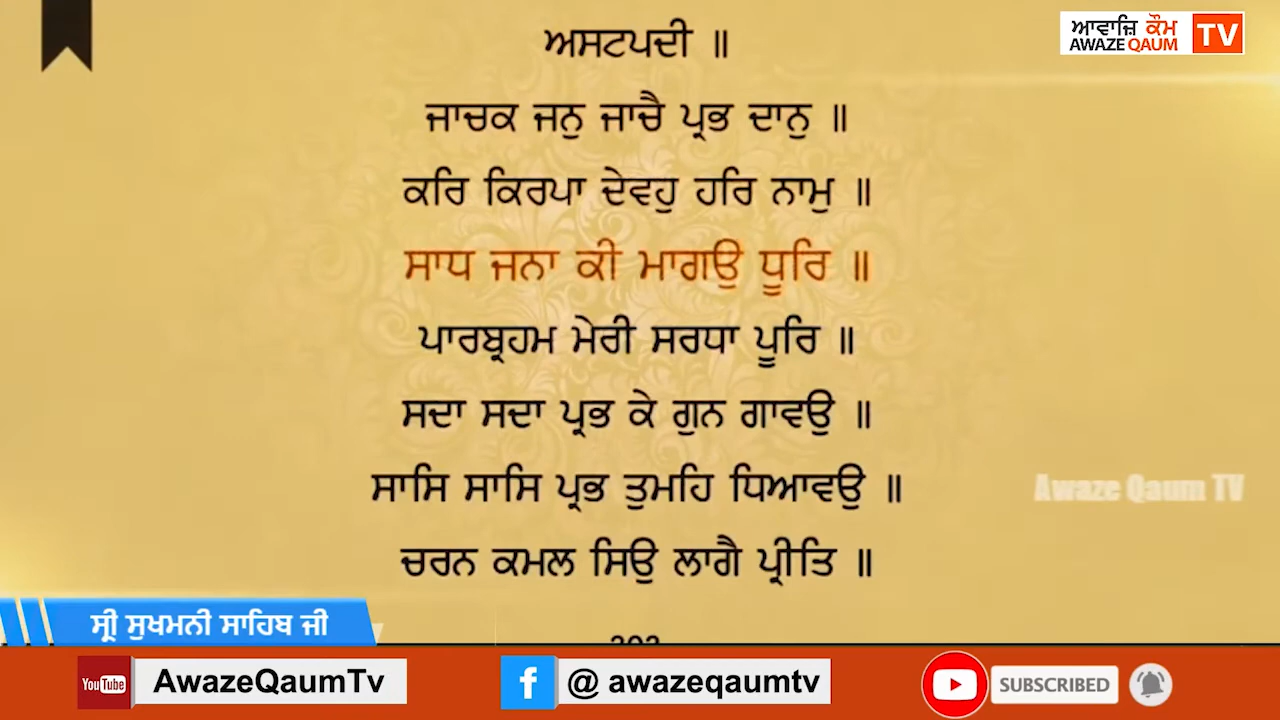 ਆਵਾਜ਼ਿ ਕੌਮ
AWAZE QAUM TV
ਅਸਟਪਦੀ ॥
ਜਾਚਕ ਜਨੁ ਜਾਚੈ ਪ੍ਰਭ ਦਾਨੁ ॥
ਕਰਿ ਕਿਰਪਾ ਦੇਵਹੁ ਹਰਿ ਨਾਮੁ ॥
ਸਾਧ ਜਨਾ ਕੀ ਮਾਗਉ ਧੂਰਿ ॥
ਪਾਰਬ੍ਰਹਮ ਮੇਰੀ ਸਰਧਾ ਪੂਰਿ ॥
ਸਦਾ ਸਦਾ ਪ੍ਰਭ ਕੇ ਗੁਨ ਗਾਵਉ ॥
ਸਾਸਿ ਸਾਸਿ ਪ੍ਰਭ ਤੁਮਹਿ ਧਿਆਵਉ ॥
Awaze Qaum TV
ਚਰਨ ਕਮਲ ਸਿਉ ਲਾਗੈ ਪ੍ਰੀਤਿ ॥
ਸ੍ਰੀ ਸੁਖਮਨੀ ਸਾਹਿਬ ਜੀ
YouTube AwazeQaumTv
f @ awazeqaumtv
SUBSCRIBED